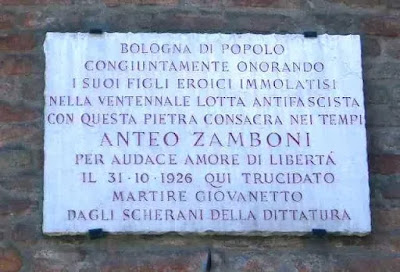 BOLOGNA DI POPOLO
CONGIUNTAMENTE ONORANDO
I SUOI FIGLI EROICI IMMOLATISI
NELLA VENTENNALE LOTTA ANTIFASCISTA
CON QUESTA PIETRA CONSACRA NEI TEMPI
ANTEO ZAMBONI
PER AUDACE AMORE DI LIBERTÁ
IL 31-10-1926 QUI TRUCIDATO
MARTIRE GIOVANETTO
DAGLI SCHERANI DELLA DITTATURA